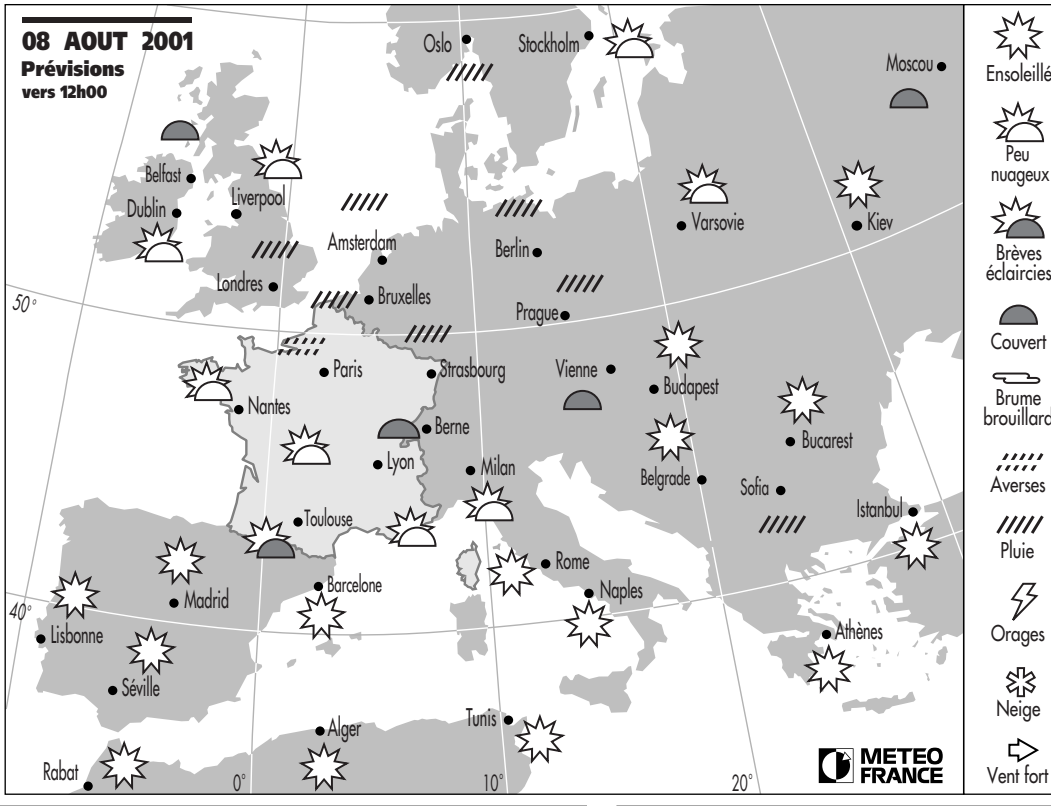 08 AOUT 2001
Prévisions
vers 12h00
Oslo
Stockholm
Moscou
Belfast
Dublin
Liverpool
Varsovie
Kiev
Amsterdam
Berlin
Londres
Bruxelles
Prague
50°
Paris
Strasbourg
Vienne
Budapest
Nantes
Berne
Bucarest
Lyon
Milan
Belgrade
Sofia
Istanbul
Toulouse
Rome
Barcelone
Naples
Madrid
40°
Lisbonne
Athènes
Séville
Tunis
Alger
Rabat
0°
10°
20°
METEO
FRANCE
Ensoleillé
Peu
nuageux
Brèves
éclaircies
Couvert
Brume
brouillard
Averses
Pluie
Orages
Neige
Vent fort